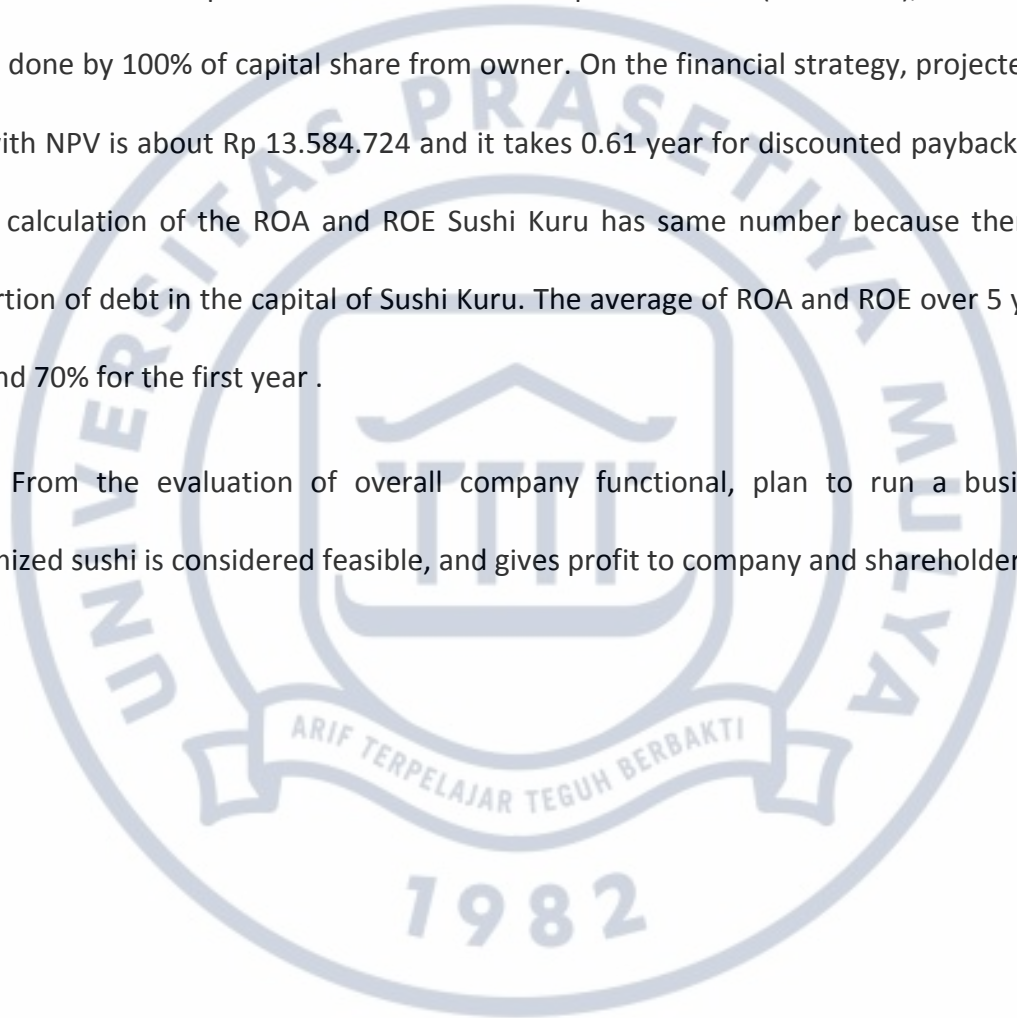 done by 100% of capital share from owner. On the financial strategy, projecte
with NPV is about Rp 13.584.724 and it takes 0.61 year for discounted payback
calculation of the ROA and ROE Sushi Kuru has same number because ther
rtion of debt in the capital of Sushi Kuru. The average of ROA and ROE over 5 y
nd 70% for the first year .
From the evaluation of overall company functional, plan to run a busi
nized sushi is considered feasible, and gives profit to company and shareholder
UNIVERSITAS PRASETIYA MULYA
ARIF TERPELAJAR TEGUH BERBAKTI
1982